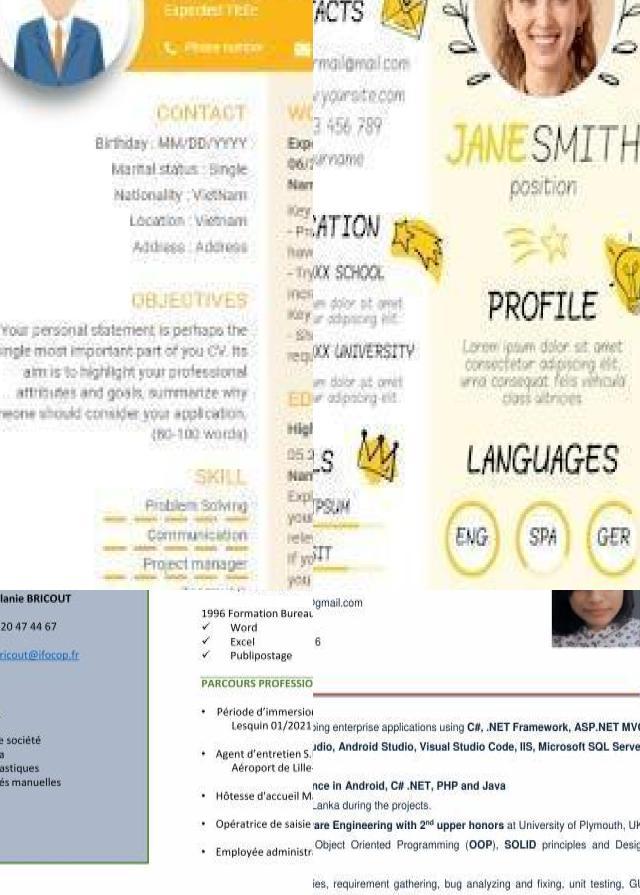 Expected Title
Phone number
CONTACT
Birthday : MM/DD/YYYY
Marital status : Single
Nationality : VietNam
Location : Vietnam
Address : Address
OBJECTIVES
Your personal statement is perhaps the
most important part of you CV. Its
aim is to highlight your professional
attributes and goals, summarize why
should consider your application.
(80-100 words)
SKILL
Problem Solving
Communication
Project manager
WO
Exp
06/
Nam
Key
- Pr
hav
- Try
incr
Key
- Sh
req
ED
High
05.2
Nam
Exp
you
rele
If yo
you
ACTS
rmail@mail.com
yoursite.com
3 456 789
urname
ATION
XX SCHOOL
m dolor sit amet
ur adipiscing elit.
XX UNIVERSITY
m dolor sit amet
ur adipiscing elit.
LS
PSUM
SIT
JANE SMITH
position
PROFILE
Lorem ipsum dolor sit amet
consectetur adipiscing elit,
urna consequat felis vehicula
class ultricies
LANGUAGES
ENG SPA GER
lanie BRICOUT
20 47 44 67
ricout@ifocop.fr
e société
a
astiques
és manuelles
1996 Formation Bureau
✓ Word
✓ Excel
✓ Publipostage
PARCOURS PROFESSIO
• Période d'immersio
Lesquin 01/2021
• Agent d'entretien S.
Aéroport de Lille-
• Hôtesse d'accueil M
• Opératrice de saisie
• Employée administr
@gmail.com
6
ing enterprise applications using C#, .NET Framework, ASP.NET MVC
udio, Android Studio, Visual Studio Code, IIS, Microsoft SQL Serve
nce in Android, C# .NET, PHP and Java
Lanka during the projects.
are Engineering with 2nd upper honors at University of Plymouth, UK
Object Oriented Programming (OOP), SOLID principles and Desig
ies, requirement gathering, bug analyzing and fixing, unit testing, GI